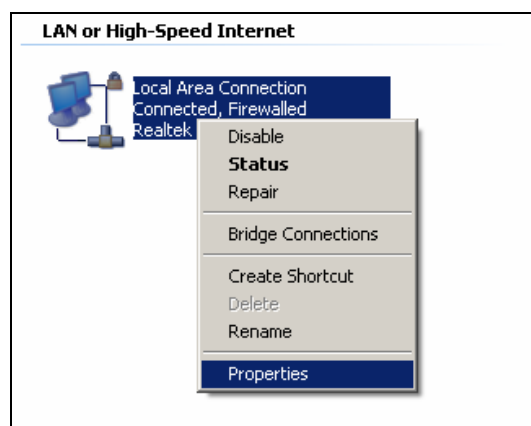 LAN or High-Speed Internet
Local Area Connection
Connected, Firewalled
Realtek
Disable
Status
Repair
Bridge Connections
Create Shortcut
Delete
Rename
Properties